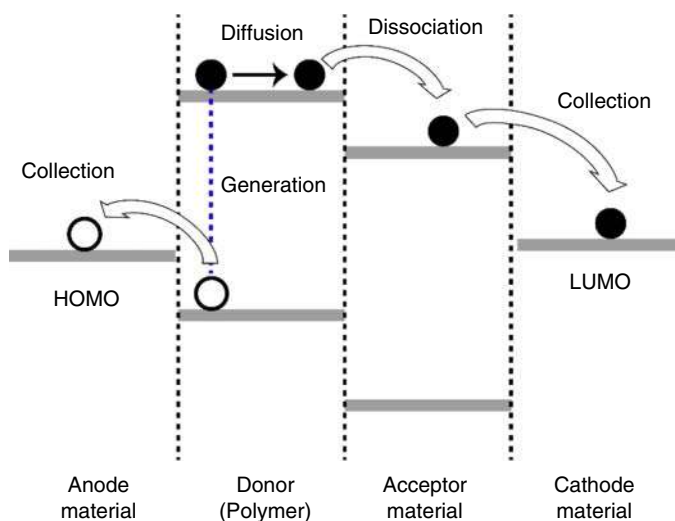 Diffusion
Dissociation
Collection
Collection
Generation
HOMO
LUMO
Anode
material
Donor
(Polymer)
Acceptor
material
Cathode
material